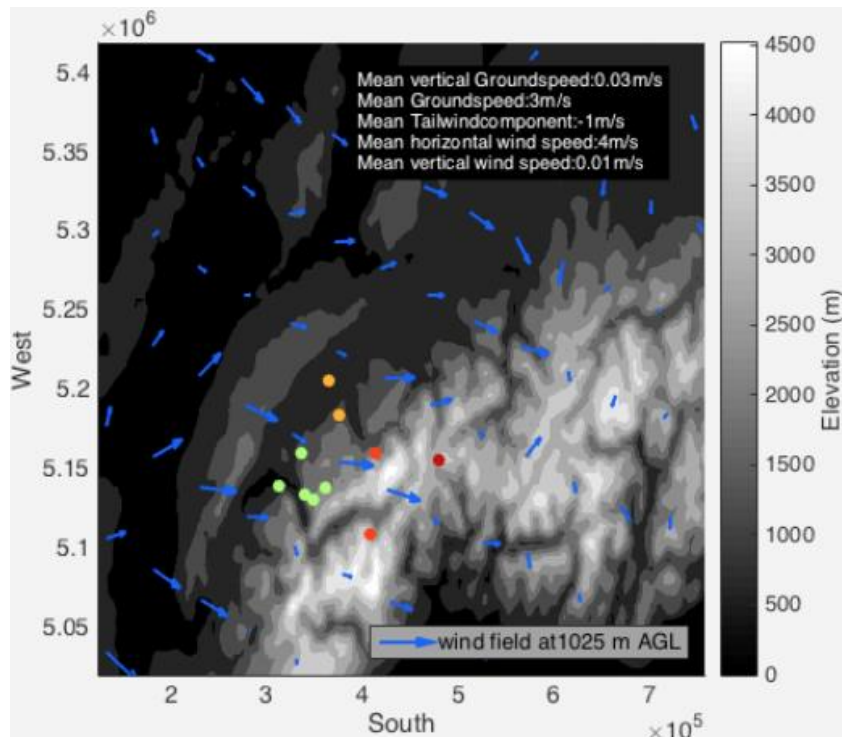 ×10⁶
Mean vertical Groundspeed:0.03m/s
Mean Groundspeed:3m/s
Mean Tailwindcomponent:-1m/s
Mean horizontal wind speed:4m/s
Mean vertical wind speed:0.01m/s
5.4
5.35
5.3
5.25
5.2
5.15
5.1
5.05
West
4500
4000
3500
3000
2500
2000
1500
1000
500
0
Elevation (m)
wind field at1025 m AGL
2 3 4 5 6 7
South
×10⁵